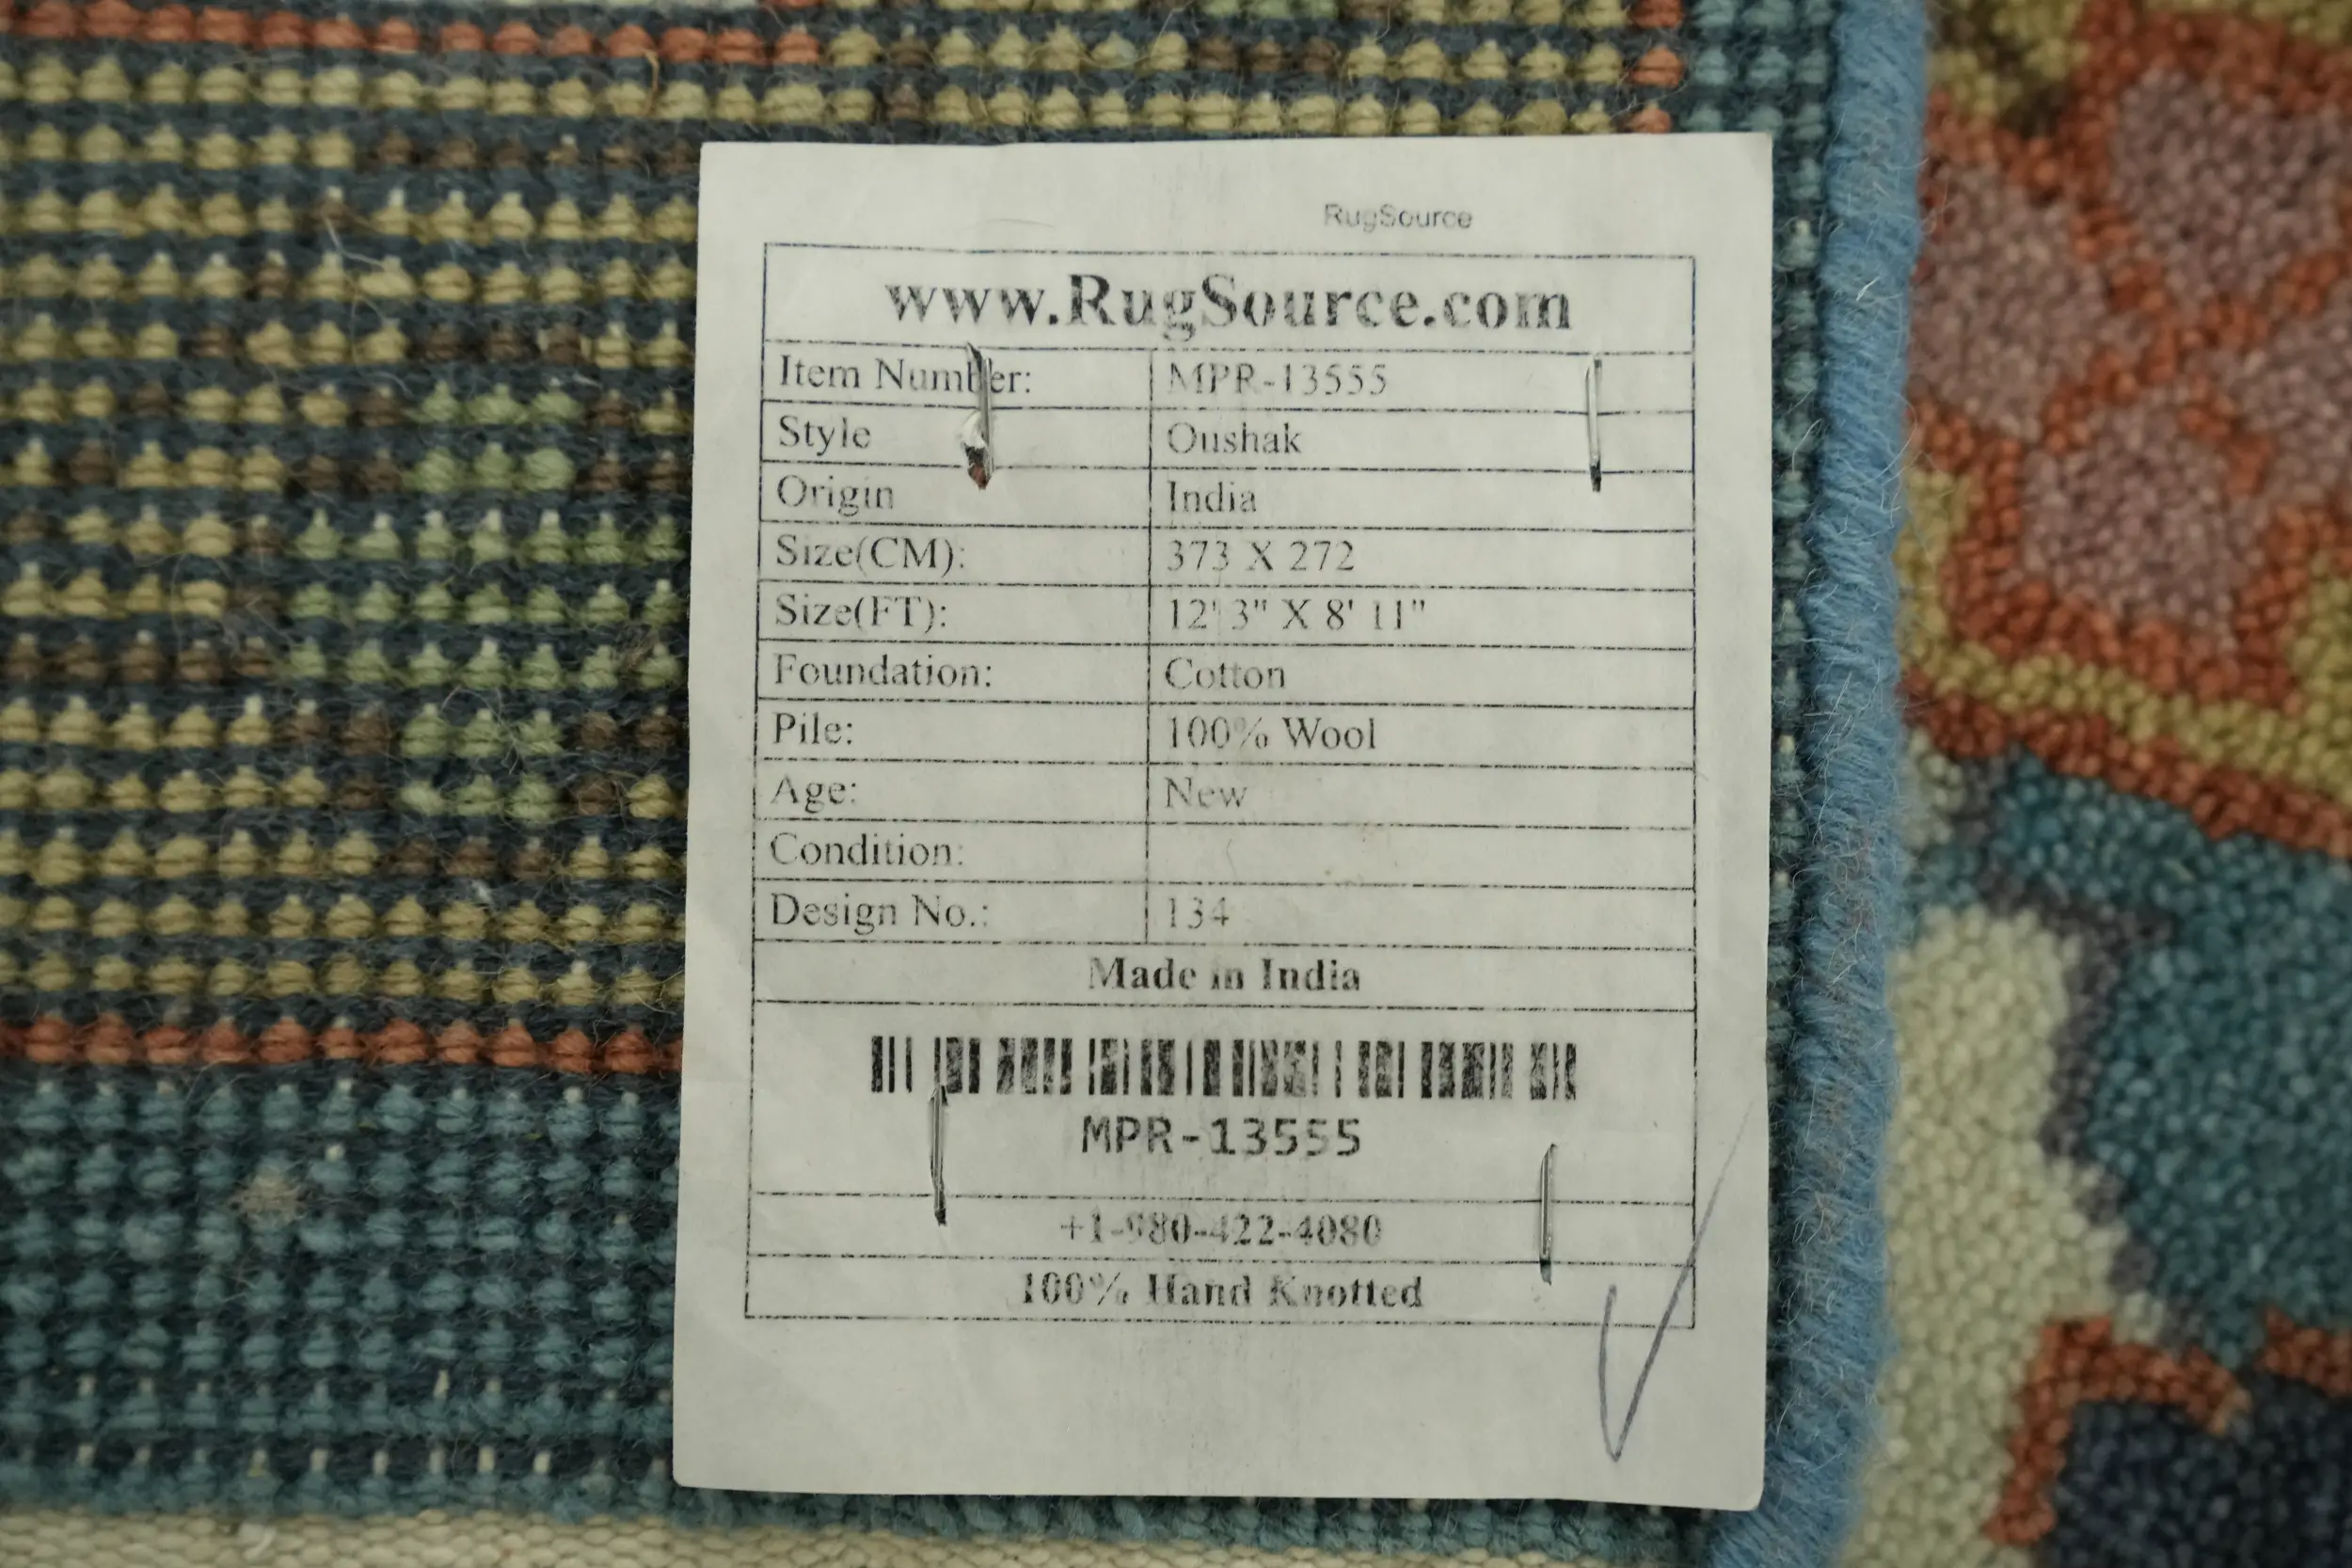 RugSource
www.RugSource.com
Item Number: MPR-13555
Style Oushak
Origin India
Size(CM): 373 X 272
Size(FT): 12' 3" X 8' 11"
Foundation: Cotton
Pile: 100% Wool
Age: New
Condition:
Design No.: 134
Made in India
MPR-13555
+1-980-422-4080
100% Hand Knotted